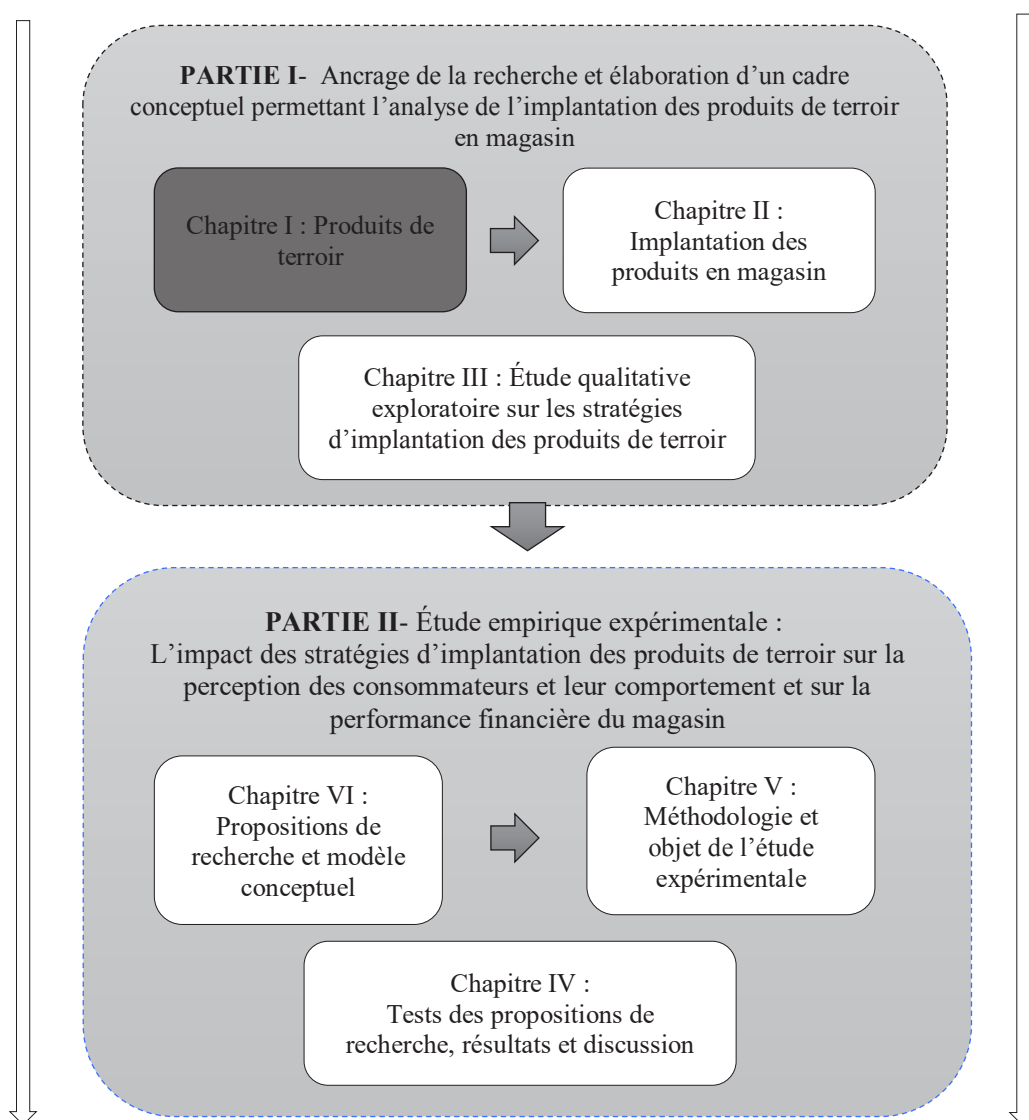 PARTIE I- Ancrage de la recherche et élaboration d’un cadre
conceptuel permettant l’analyse de l’implantation des produits de terroir
en magasin
Chapitre I : Produits de
terroir
Chapitre II :
Implantation des
produits en magasin
Chapitre III : Étude qualitative
exploratoire sur les stratégies
d’implantation des produits de terroir
PARTIE II- Étude empirique expérimentale :
L’impact des stratégies d’implantation des produits de terroir sur la
perception des consommateurs et leur comportement et sur la
performance financière du magasin
Chapitre VI :
Propositions de
recherche et modèle
conceptuel
Chapitre V :
Méthodologie et
objet de l’étude
expérimentale
Chapitre IV :
Tests des propositions de
recherche, résultats et discussion